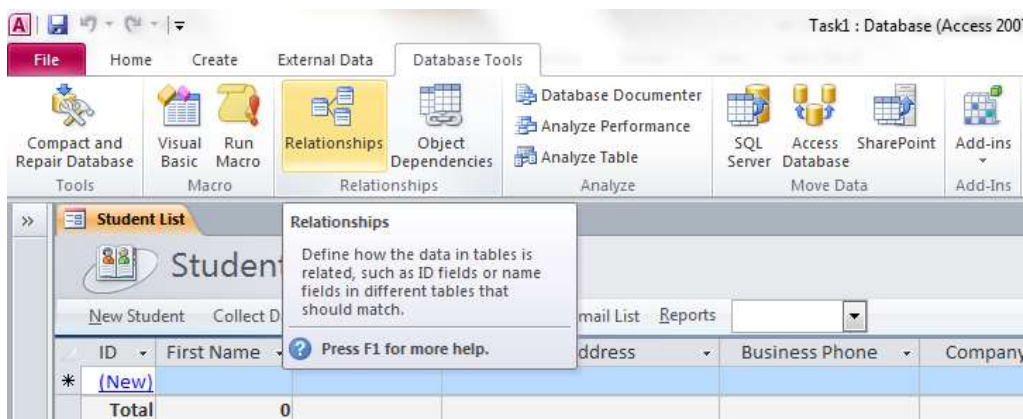 A
Task1 : Database (Access 200
File Home Create External Data Database Tools
Compact and Repair Database
Visual Basic
Run Macro
Relationships
Object Dependencies
Database Documenter
Analyze Performance
Analyze Table
SQL Server
Access Database
SharePoint
Add-ins
Tools Macro Relationships Analyze Move Data Add-Ins
» Student List
Relationships
Define how the data in tables is
related, such as ID fields or name
fields in different tables that
should match.
Press F1 for more help.
Studen
New Student Collect D mail List Reports
ID First Name ddress Business Phone Company
* (New)
Total 0